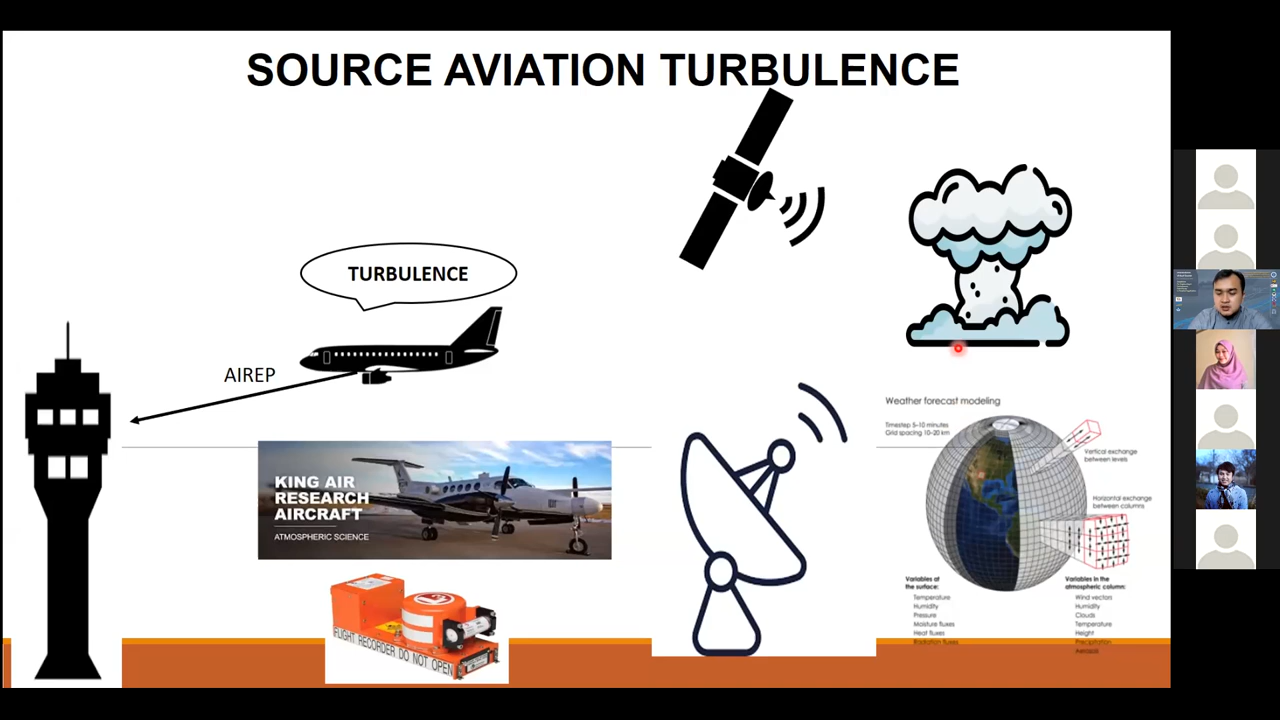 SOURCE AVIATION TURBULENCE
TURBULENCE
AIREP
KING AIR
RESEARCH
AIRCRAFT
ATMOSPHERIC SCIENCE
FLIGHT RECORDER DO NOT OPEN
Weather forecast modeling
Timestep 5-10 minutes
Grid spacing 10-20 km
Vertical exchange
between levels
Horizontal exchange
between columns
Variables at
the surface:
Temperature
Humidity
Pressure
Moisture fluxes
Heat fluxes
Radiation fluxes
Variables in the
atmospheric column:
Wind vectors
Humidity
Clouds
Temperature
Height
Precipitation
Aerosol